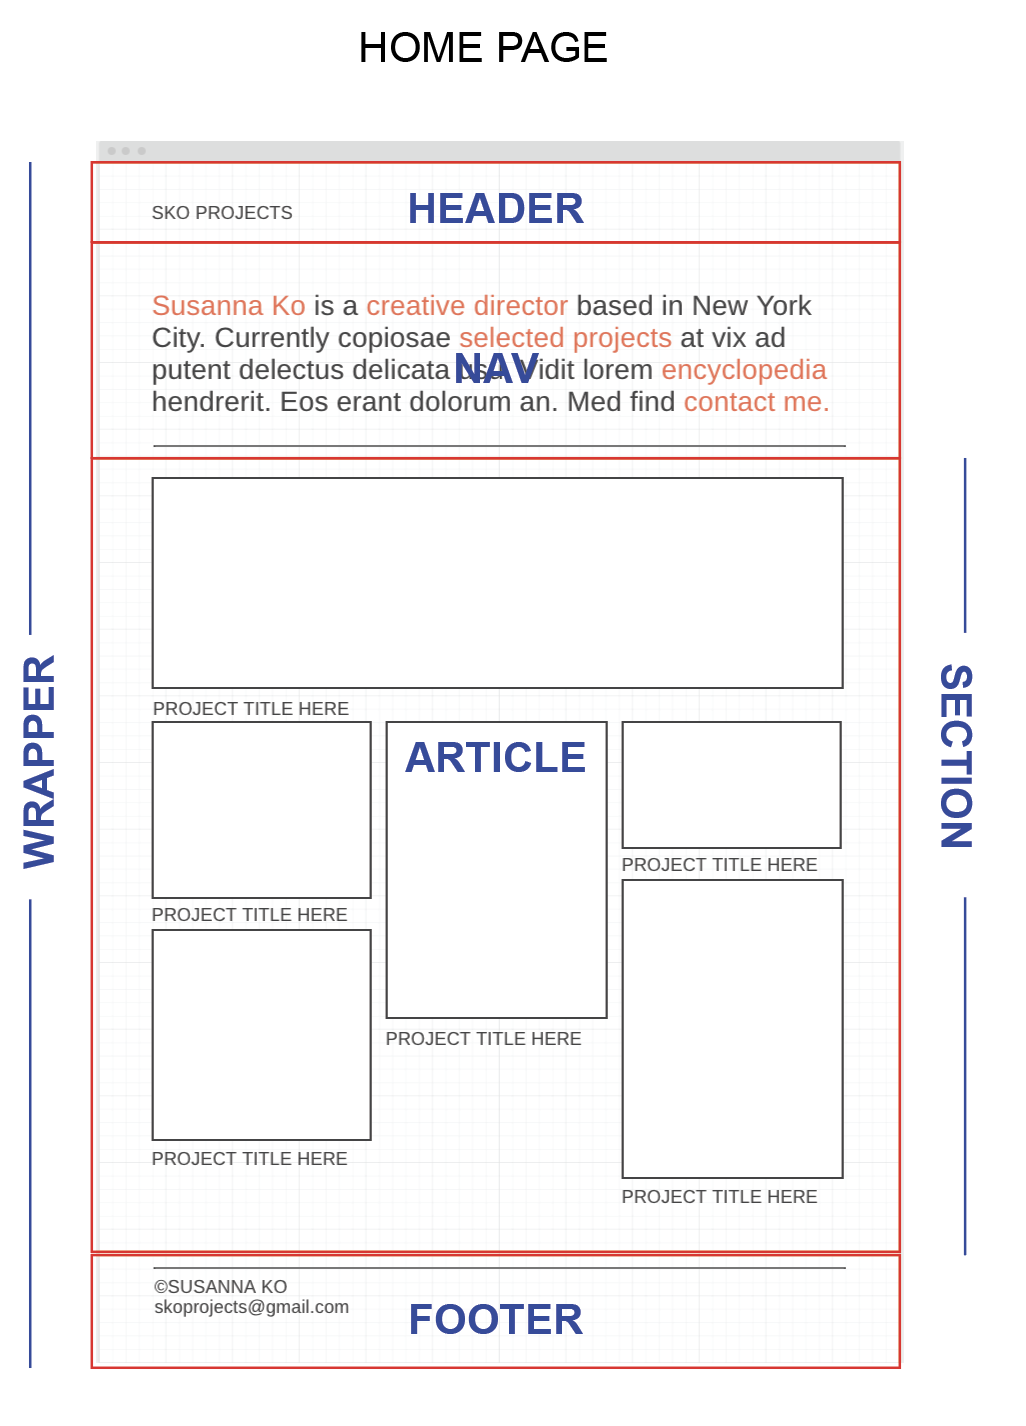 HOME PAGE
SKO PROJECTS
HEADER
Susanna Ko is a creative director based in New York
City. Currently copiosae selected projects at vix ad
putent delectus delicata usu. Vidit lorem encyclopedia
NAV
hendrerit. Eos erant dolorum an. Med find contact me.
WRAPPER
SECTION
PROJECT TITLE HERE
ARTICLE
PROJECT TITLE HERE
PROJECT TITLE HERE
PROJECT TITLE HERE
PROJECT TITLE HERE
PROJECT TITLE HERE
©SUSANNA KO
skoprojects@gmail.com
FOOTER